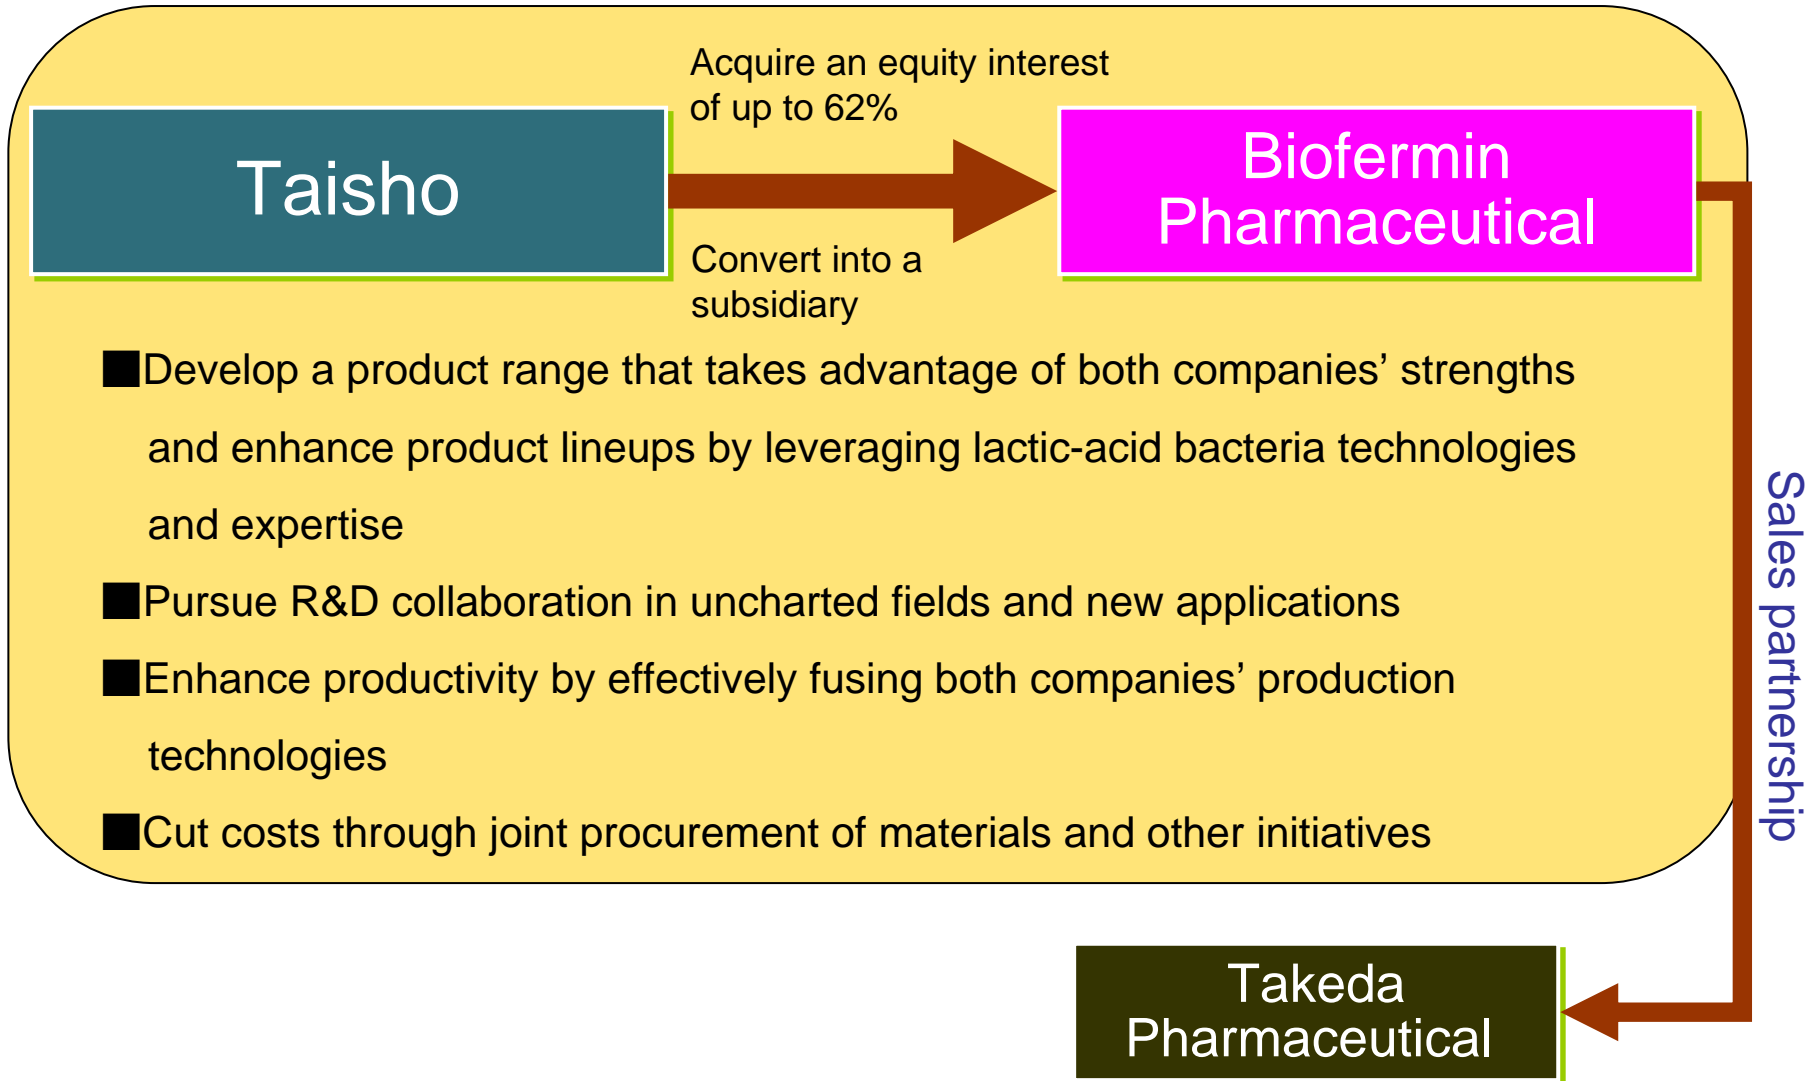 Acquire an equity interest
of up to 62%
Taisho
Biofermin
Pharmaceutical
Convert into a
subsidiary
■Develop a product range that takes advantage of both companies’ strengths
and enhance product lineups by leveraging lactic-acid bacteria technologies
and expertise
■Pursue R&D collaboration in uncharted fields and new applications
■Enhance productivity by effectively fusing both companies’ production
technologies
■Cut costs through joint procurement of materials and other initiatives
Sales partnership
Takeda
Pharmaceutical